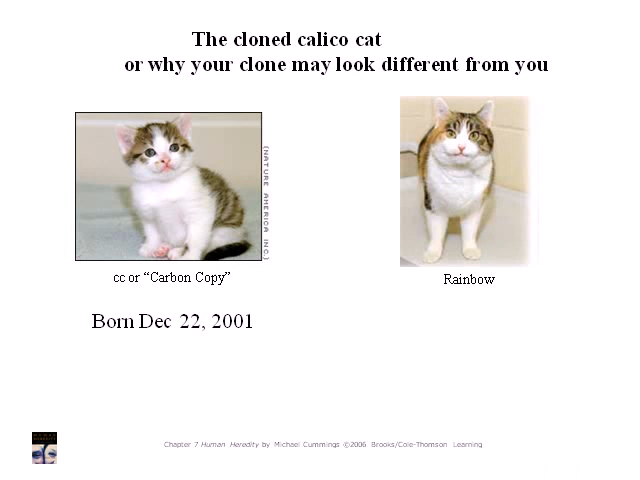 The cloned calico cat
or why your clone may look different from you
(NATURE AMERICA INC.)
cc or “Carbon Copy”
Rainbow
Born Dec 22, 2001
Chapter 7 Human Heredity by Michael Cummings ©2006 Brooks/Cole-Thomson Learning